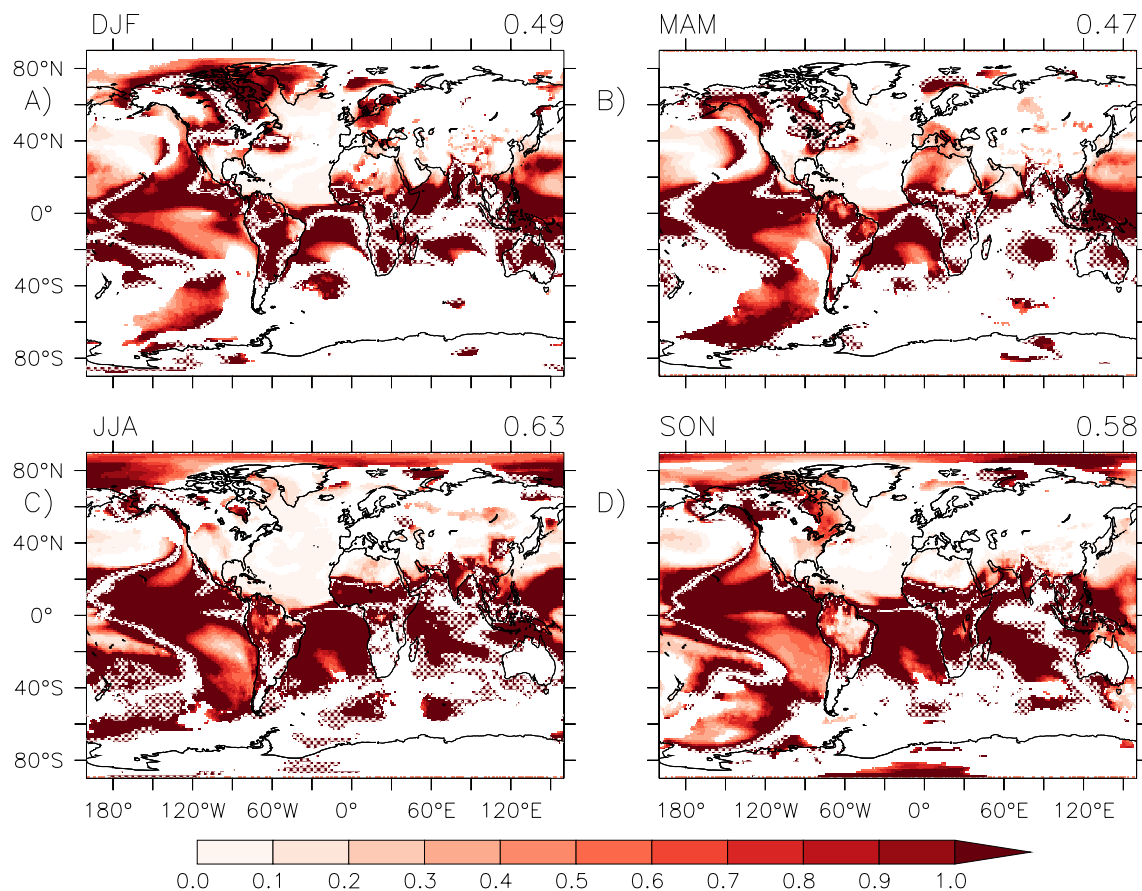 DJF 0.49 MAM 0.47
80°N
A) B)
40°N
0°
40°S
80°S
JJA 0.63 SON 0.58
80°N
C) D)
40°N
0°
40°S
80°S
180° 120°W 60°W 0° 60°E 120°E 180° 120°W 60°W 0° 60°E 120°E
0.0 0.1 0.2 0.3 0.4 0.5 0.6 0.7 0.8 0.9 1.0